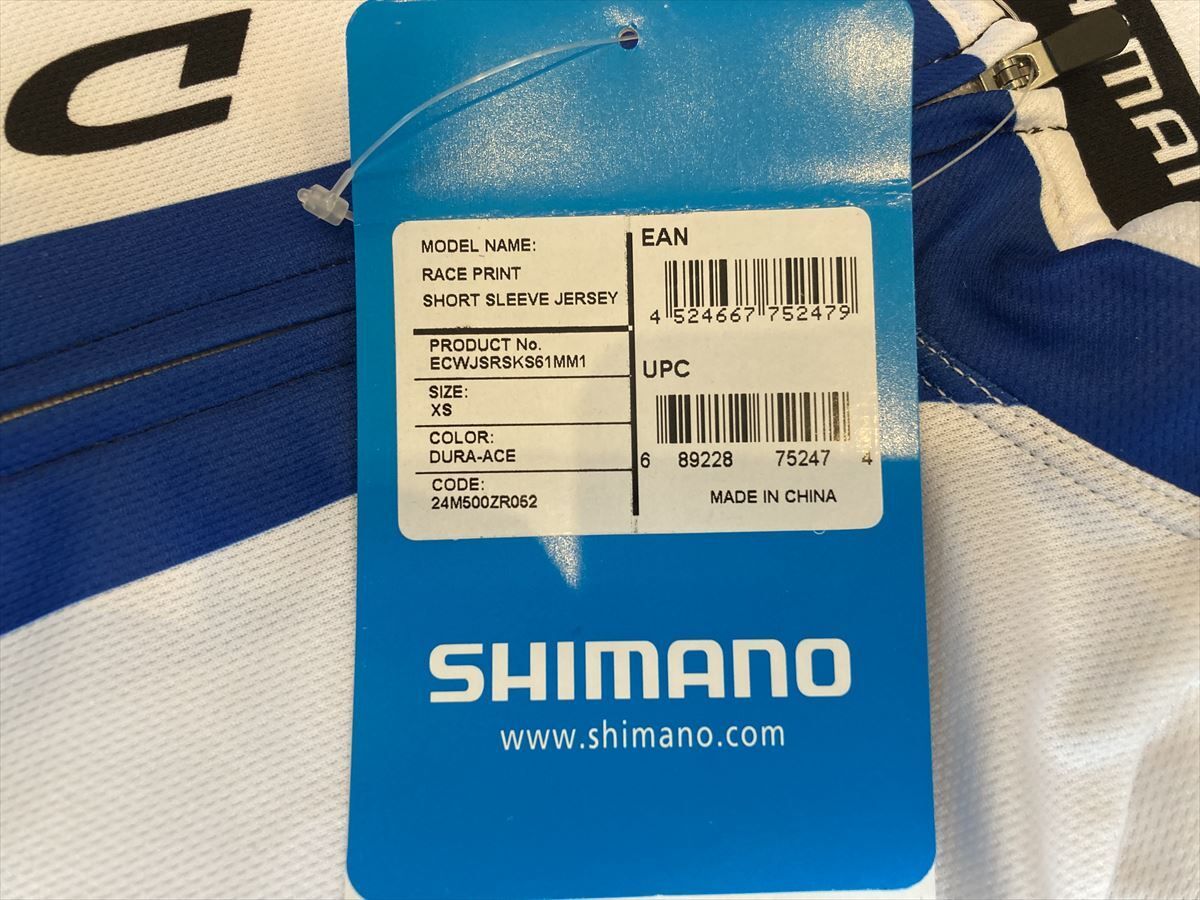 MODEL NAME:
RACE PRINT
SHORT SLEEVE JERSEY
PRODUCT No.
ECWJSRSKS61MM1
SIZE:
XS
COLOR:
DURA-ACE
CODE:
24M500ZR052
EAN
4 524667 752479
UPC
6 89228 75247 4
MADE IN CHINA
SHIMANO
www.shimano.com